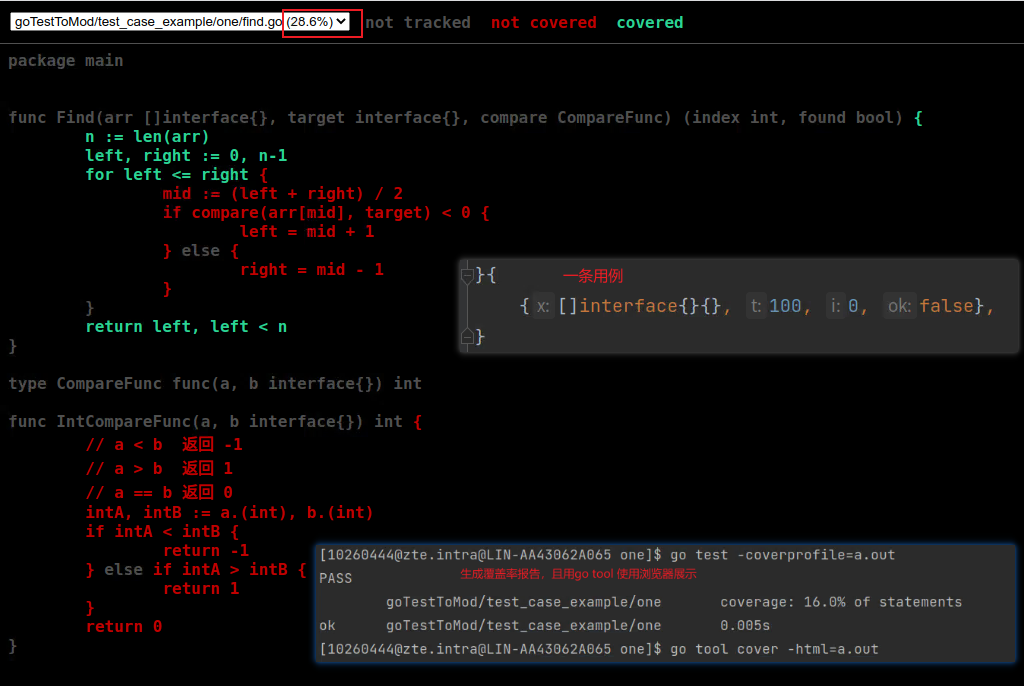 goTestToMod/test_case_example/one/find.go (28.6%) not tracked not covered covered
package main
func Find(arr []interface{}, target interface{}, compare CompareFunc) (index int, found bool) {
n := len(arr)
left, right := 0, n-1
for left <= right {
mid := (left + right) / 2
if compare(arr[mid], target) < 0 {
left = mid + 1
} else {
right = mid - 1
}
}
return left, left < n
}
}{ 一条用例
{ x: []interface{}{}, t: 100, i: 0, ok: false},
}
type CompareFunc func(a, b interface{}) int
func IntCompareFunc(a, b interface{}) int {
// a < b 返回 -1
// a > b 返回 1
// a == b 返回 0
intA, intB := a.(int), b.(int)
if intA < intB {
return -1
} else if intA > intB {
return 1
}
return 0
}
[10260444@zte.intra@LIN-AA43062A065 one]$ go test -coverprofile=a.out
PASS 生成覆盖率报告，且用go tool 使用浏览器展示
goTestToMod/test_case_example/one coverage: 16.0% of statements
ok goTestToMod/test_case_example/one 0.005s
[10260444@zte.intra@LIN-AA43062A065 one]$ go tool cover -html=a.out